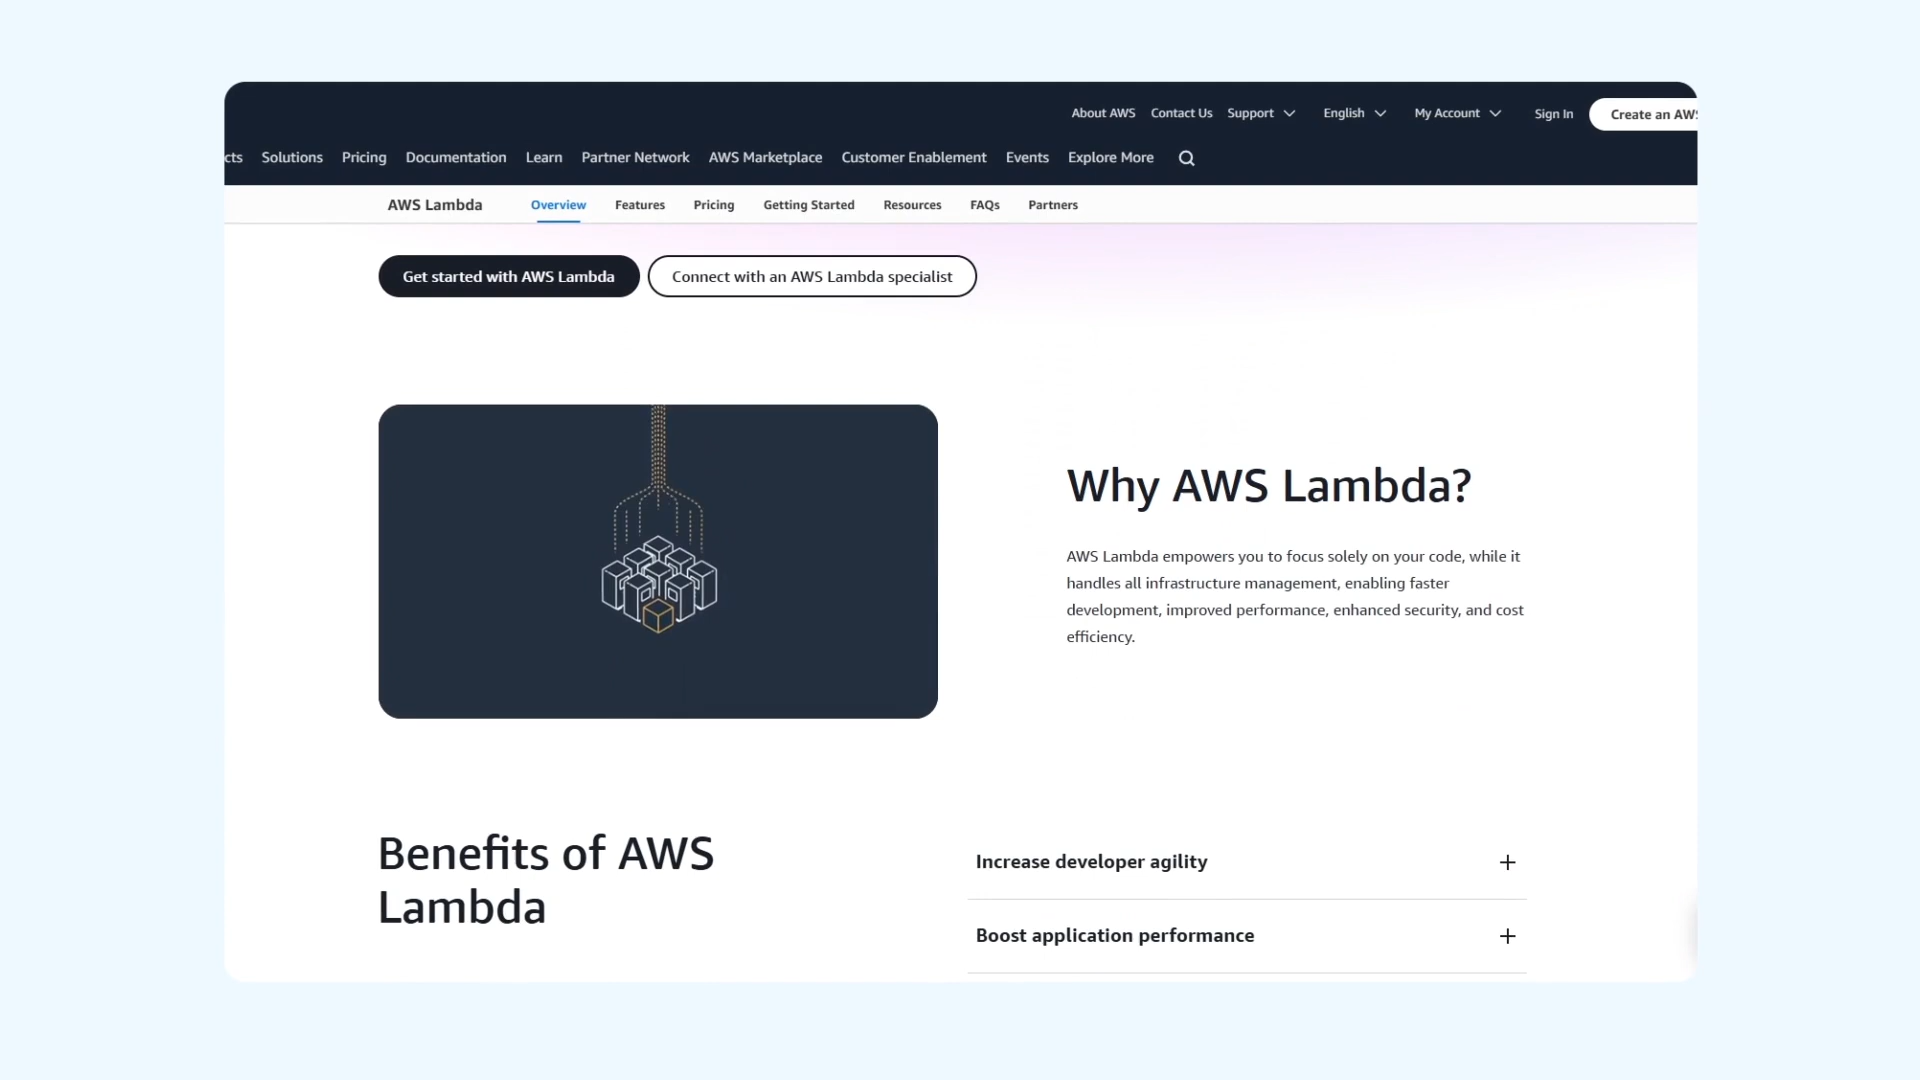 About AWS Contact Us Support English My Account Sign In Create an AWS
cts Solutions Pricing Documentation Learn Partner Network AWS Marketplace Customer Enablement Events Explore More
AWS Lambda Overview Features Pricing Getting Started Resources FAQs Partners
Get started with AWS Lambda Connect with an AWS Lambda specialist
Why AWS Lambda?
AWS Lambda empowers you to focus solely on your code, while it
handles all infrastructure management, enabling faster
development, improved performance, enhanced security, and cost
efficiency.
Benefits of AWS
Lambda
Increase developer agility
Boost application performance